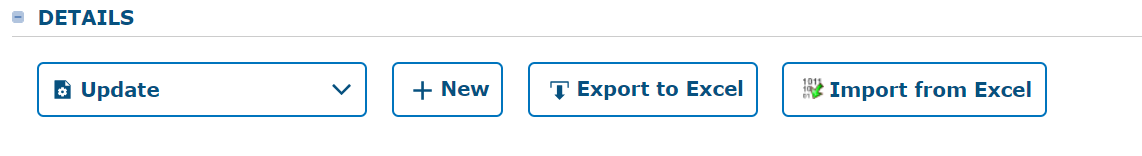 DETAILS
Update New Export to Excel Import from Excel